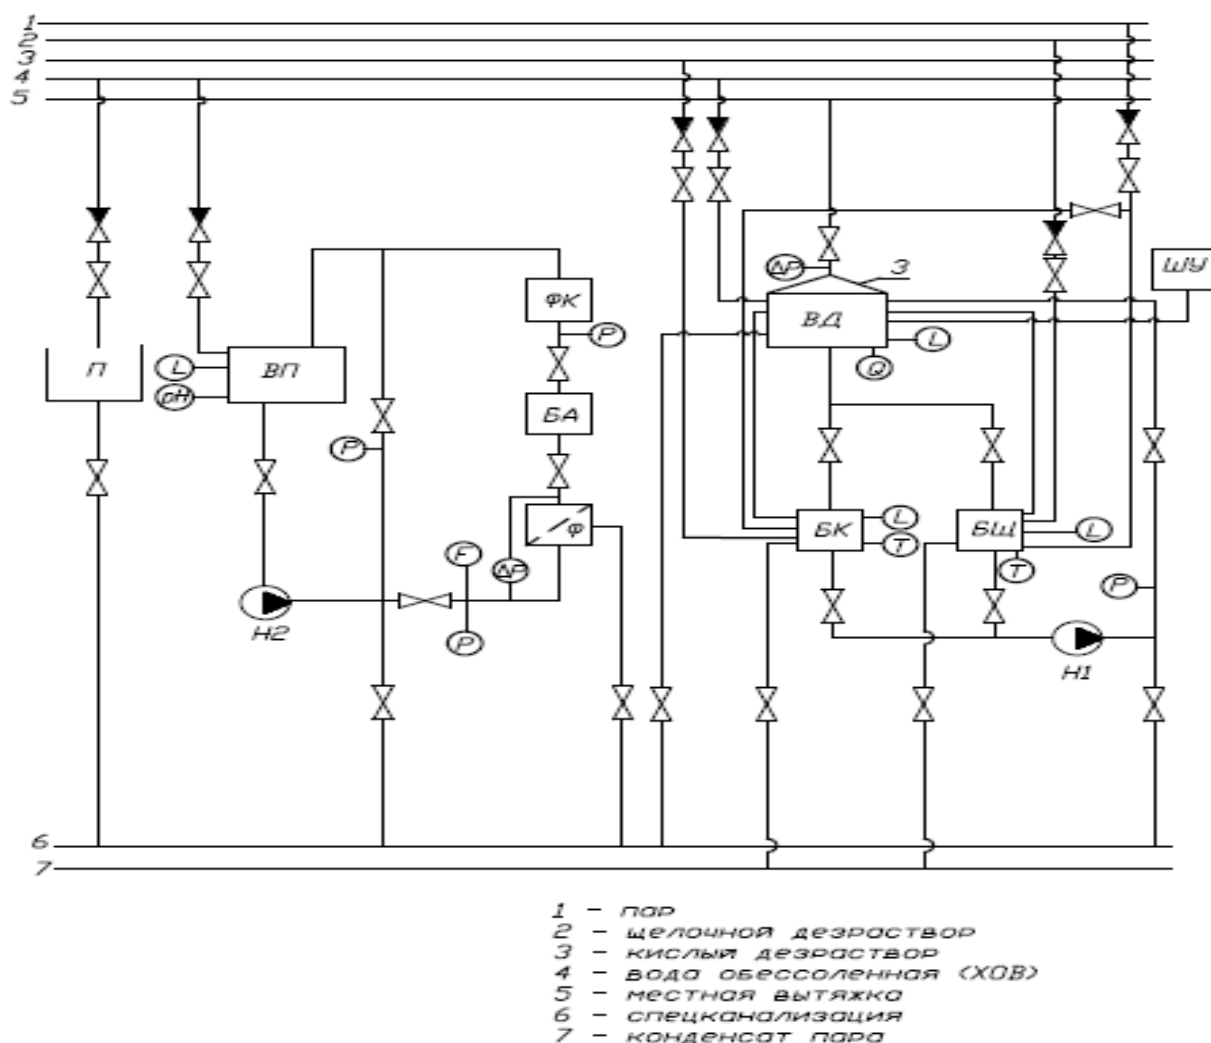 1
2
3
4
5
ΔP
З
ШУ
ФК
ВД
P
L
Q
L
П
ВП
pH
БА
P
L
БК
T
БЩ
L
T
Ф
F
ΔP
P
P
Н2
Н1
6
7
1 - пар
2 - щелочной дезраствор
3 - кислый дезраствор
4 - вода обессоленная (ХОВ)
5 - местная вытяжка
6 - спецканализация
7 - конденсат пара